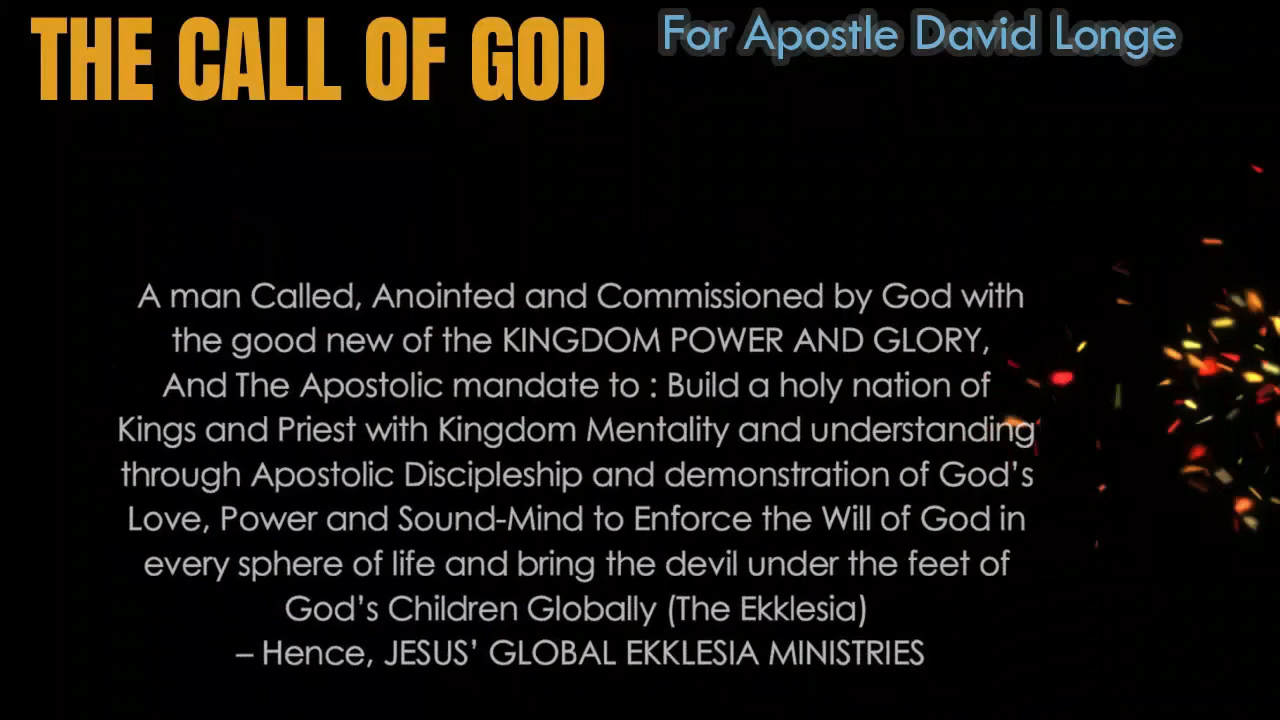 THE CALL OF GOD
For Apostle David Longe
A man Called, Anointed and Commissioned by God with
the good new of the KINGDOM POWER AND GLORY,
And The Apostolic mandate to : Build a holy nation of
Kings and Priest with Kingdom Mentality and understanding
through Apostolic Discipleship and demonstration of God's
Love, Power and Sound-Mind to Enforce the Will of God in
every sphere of life and bring the devil under the feet of
God's Children Globally (The Ekklesia)
– Hence, JESUS' GLOBAL EKKLESIA MINISTRIES